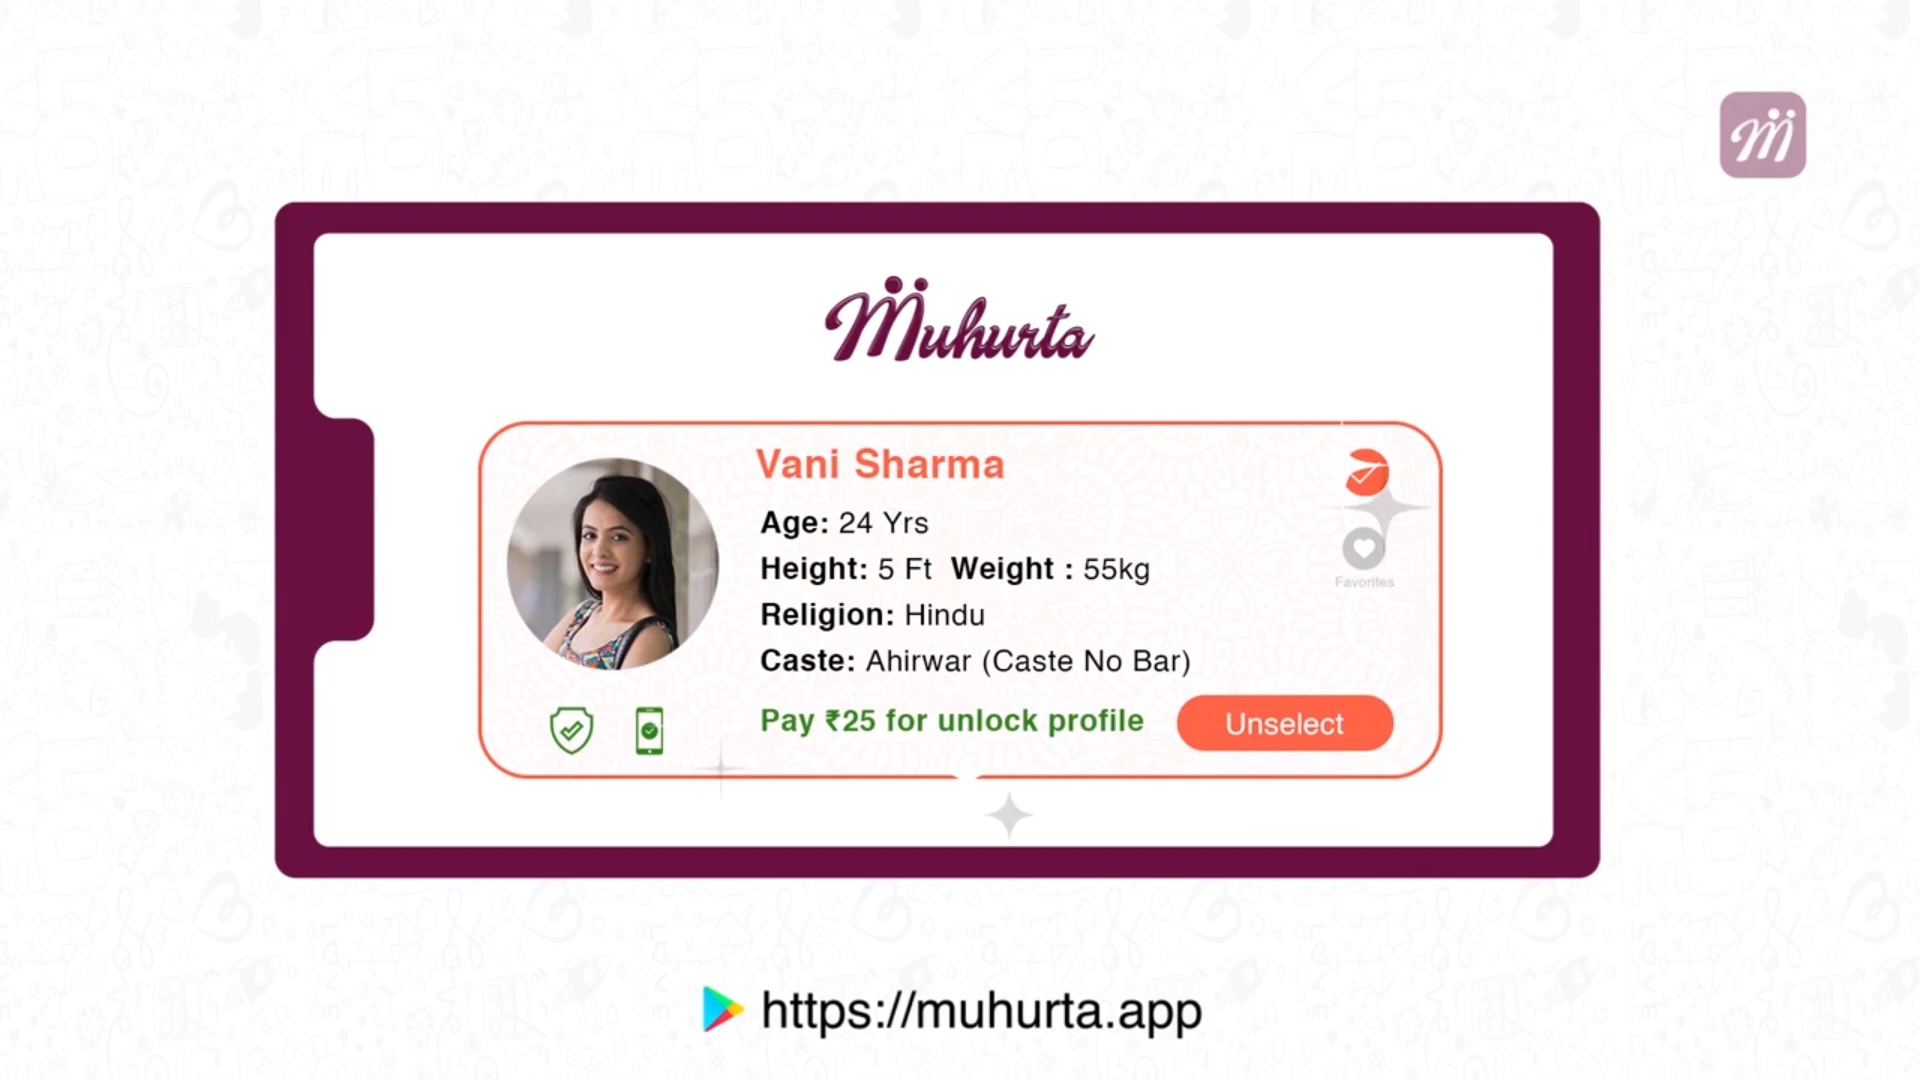 Muhurta
Vani Sharma
Age: 24 Yrs
Height: 5 Ft  Weight : 55kg
Religion: Hindu
Caste: Ahirwar (Caste No Bar)
Favorites
Pay ₹25 for unlock profile
Unselect
https://muhurta.app